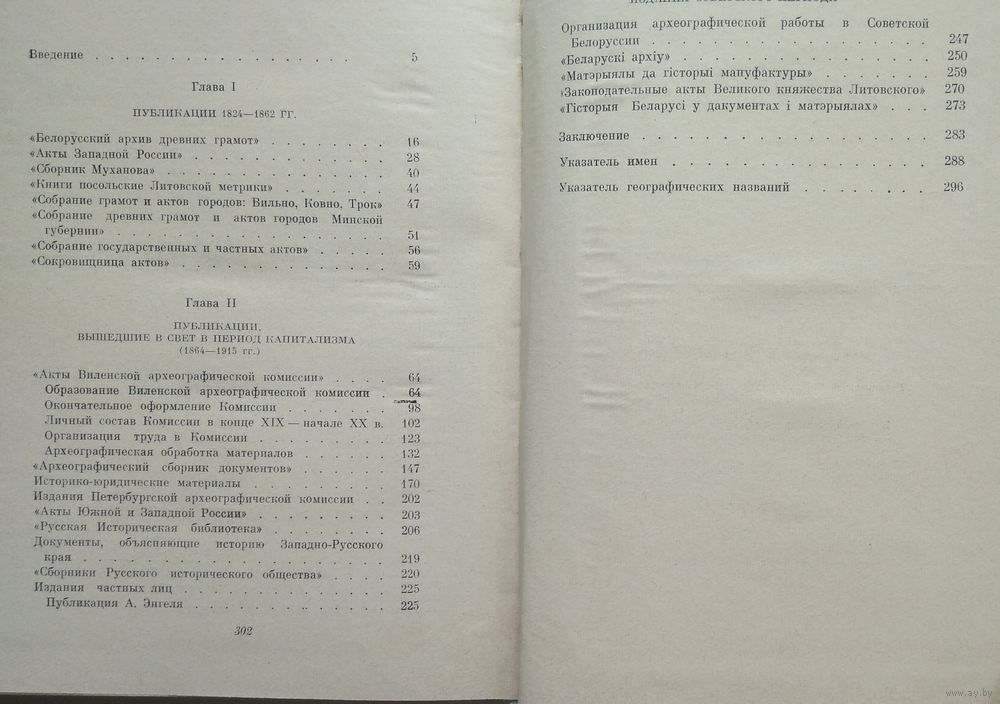 Введение . . . . . . . . . . . . . . . . . 5
Глава I
ПУБЛИКАЦИИ 1824—1862 ГГ.
«Белорусский архив древних грамот» . . . . . . . 16
«Акты Западной России» . . . . . . . . . . . 28
«Сборник Муханова» . . . . . . . . . . . . 40
«Книги посольские Литовской метрики» . . . . . . 44
«Собрание грамот и актов городов: Вильно, Ковно, Трок» 47
«Собрание древних грамот и актов городов Минской
губернии» . . . . . . . . . . . . . . . 51
«Собрание государственных и частных актов» . . . . . 56
«Сокровищница актов» . . . . . . . . . . . 59
Глава II
ПУБЛИКАЦИИ,
ВЫШЕДШИЕ В СВЕТ В ПЕРИОД КАПИТАЛИЗМА
(1864—1915 гг.)
«Акты Виленской археографической комиссии» . . . . 64
Образование Виленской археографической комиссии . 64
Окончательное оформление Комиссии . . . . . . . 98
Личный состав Комиссии в конце XIX — начале XX в. 102
Организация труда в Комиссии . . . . . . . . 123
Археографическая обработка материалов . . . . . . 132
«Археографический сборник документов» . . . . . 147
Историко-юридические материалы . . . . . . . . 170
Издания Петербургской археографической комиссии . . 202
«Акты Южной и Западной России» . . . . . . . . 203
«Русская Историческая библиотека» . . . . . . . 206
Документы, объясняющие историю Западно-Русского
края . . . . . . . . . . . . . . . . . 219
«Сборники Русского исторического общества» . . . . 220
Издания частных лиц . . . . . . . . . . . . 225
Публикация А. Энгеля . . . . . . . . . . . 225
302
Организация археографической работы в Советской
Белоруссии . . . . . . . . . . . . . . . . 247
«Беларускі архіў» . . . . . . . . . . . . . . 250
«Матэрыялы да гісторыі мануфактуры» . . . . . . . 259
«Законодательные акты Великого княжества Литовского» 270
«Гісторыя Беларусі у дакументах і матэрыялах» . . . 273
Заключение . . . . . . . . . . . . . . . . 283
Указатель имен . . . . . . . . . . . . . . 288
Указатель географических названий . . . . . . . 296
www.ay.by